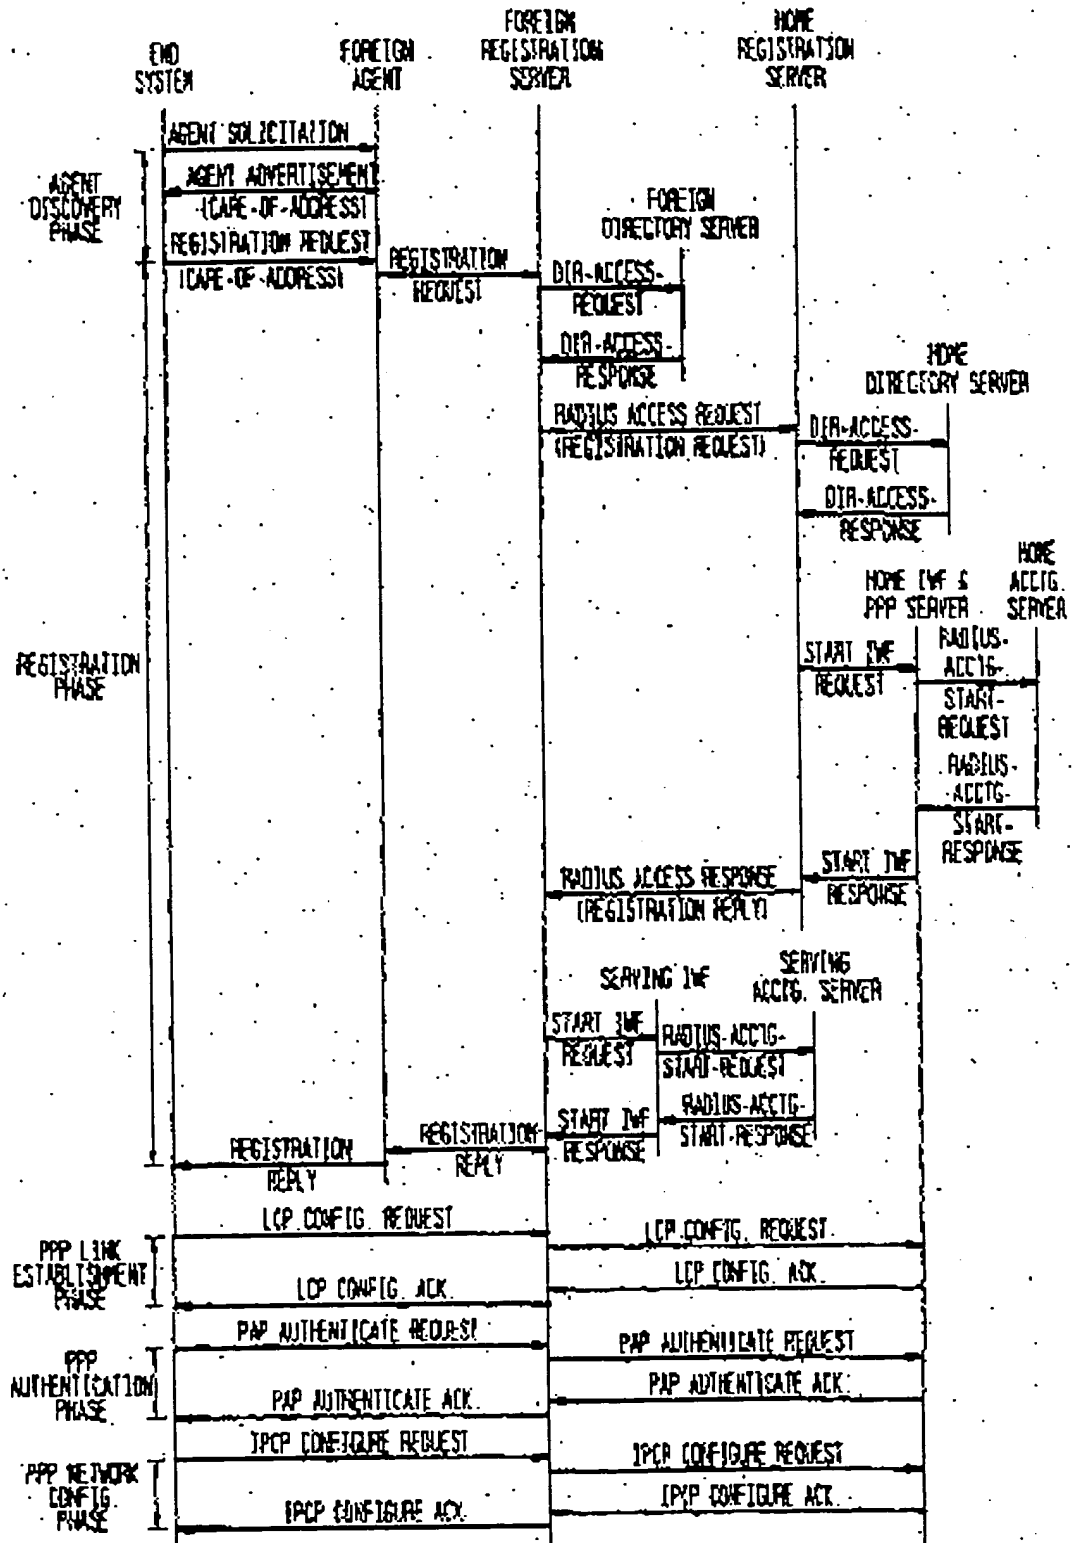 END
SYSTEM
FOREIGN
AGENT
FOREIGN
REGISTRATION
SERVER
HOME
REGISTRATION
SERVER
AGENT SOLICITATION
AGENT
DISCOVERY
PHASE
AGENT ADVERTISEMENT
(CARE-OF-ADDRESS)
REGISTRATION REQUEST
(CARE-OF-ADDRESS)
REGISTRATION
REQUEST
FOREIGN
DIRECTORY SERVER
DIR-ACCESS-
REQUEST
DIR-ACCESS-
RESPONSE
HOME
DIRECTORY SERVER
RADIUS ACCESS REQUEST
(REGISTRATION REQUEST)
DIR-ACCESS-
REQUEST
DIR-ACCESS-
RESPONSE
HOME IWF &
PPP SERVER
HOME
ACCTG.
SERVER
REGISTRATION
PHASE
START IWF
REQUEST
RADIUS-
ACCTG-
START-
REQUEST
RADIUS-
ACCTG-
START-
RESPONSE
START IWF
RESPONSE
RADIUS ACCESS RESPONSE
(REGISTRATION REPLY)
SERVING IWF
SERVING
ACCTG. SERVER
START IWF
REQUEST
RADIUS-ACCTG-
START-REQUEST
RADIUS-ACCTG-
START-RESPONSE
START IWF
RESPONSE
REGISTRATION
REPLY
REGISTRATION
REPLY
LCP CONFIG. REQUEST
LCP CONFIG. REQUEST
PPP LINK
ESTABLISHMENT
PHASE
LCP CONFIG. ACK.
LCP CONFIG. ACK.
PAP AUTHENTICATE REQUEST
PAP AUTHENTICATE REQUEST
PPP
AUTHENTICATION
PHASE
PAP AUTHENTICATE ACK.
PAP AUTHENTICATE ACK.
IPCP CONFIGURE REQUEST
IPCP CONFIGURE REQUEST
PPP NETWORK
CONFIG.
PHASE
IPCP CONFIGURE ACK.
IPCP CONFIGURE ACK.